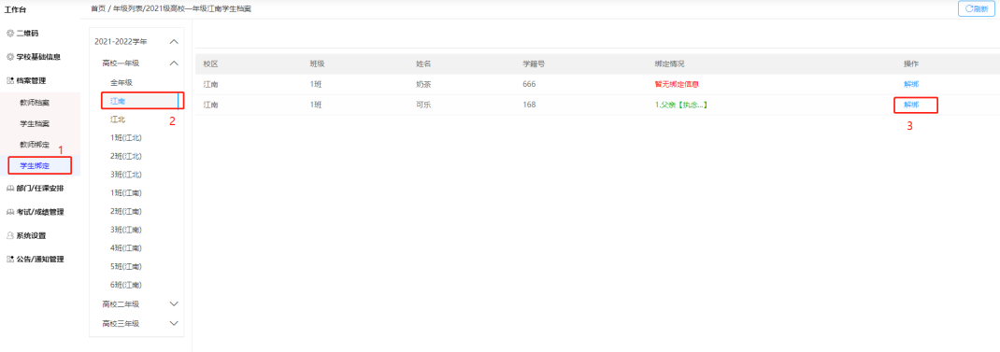 工作台
首页 / 年级列表/2021级高校一年级江南学生档案
刷新
二维码
学校基础信息
档案管理
教师档案
学生档案
教师绑定
1
学生绑定
部门/任课安排
考试/成绩管理
系统设置
公告/通知管理
2021-2022学年
高校一年级
全年级
江南
江北
2
1班(江北)
2班(江北)
3班(江北)
1班(江南)
2班(江南)
3班(江南)
4班(江南)
5班(江南)
6班(江南)
高校二年级
高校三年级
校区 班级 姓名 学籍号 绑定情况 操作
江南 1班 奶茶 666 暂无绑定信息 解绑
江南 1班 可乐 168 1.父亲【执念...】 解绑
3